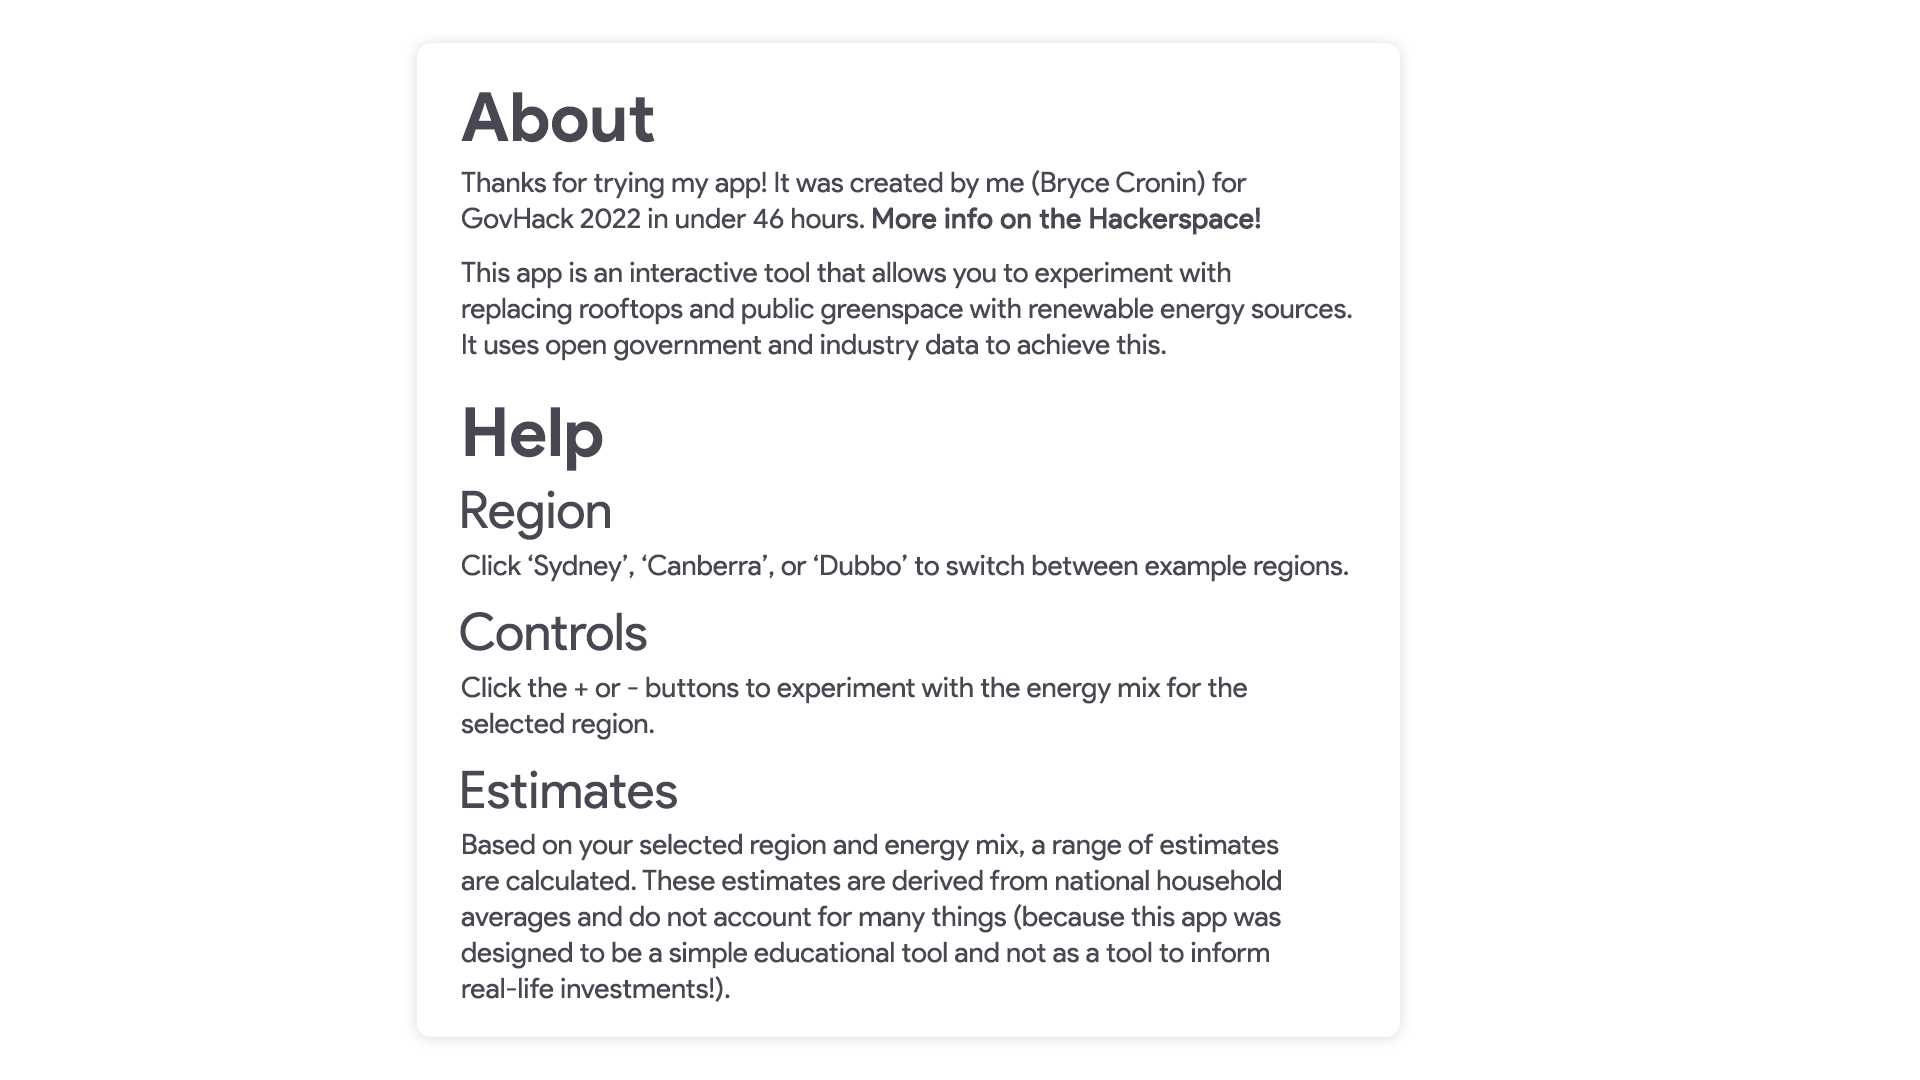 About
Thanks for trying my app! It was created by me (Bryce Cronin) for
GovHack 2022 in under 46 hours. More info on the Hackerspace!
This app is an interactive tool that allows you to experiment with
replacing rooftops and public greenspace with renewable energy sources.
It uses open government and industry data to achieve this.
Help
Region
Click ‘Sydney’, ‘Canberra’, or ‘Dubbo’ to switch between example regions.
Controls
Click the + or - buttons to experiment with the energy mix for the
selected region.
Estimates
Based on your selected region and energy mix, a range of estimates
are calculated. These estimates are derived from national household
averages and do not account for many things (because this app was
designed to be a simple educational tool and not as a tool to inform
real-life investments!).